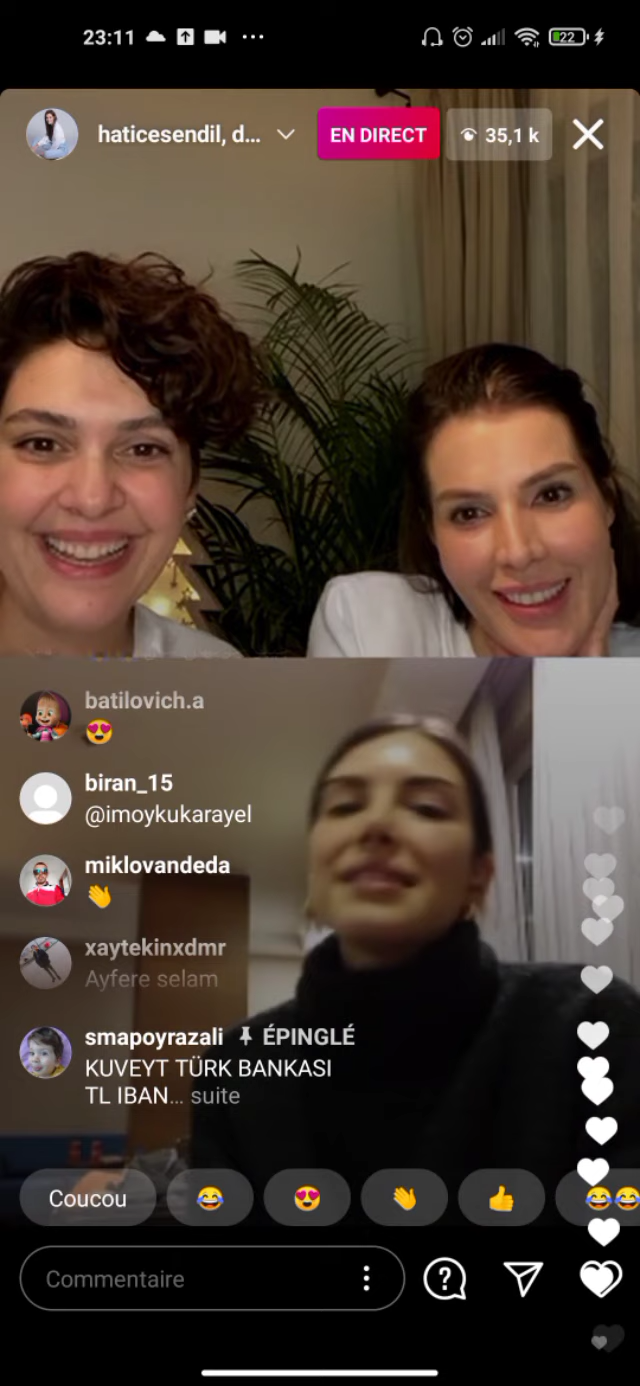 23:11
22
haticesendil, d...
EN DIRECT
35,1 k
batilovich.a
😍
biran_15
@imoykukarayel
miklovandeda
👋
xaytekinxdmr
Ayfere selam
smapoyrazali ÉPINGLÉ
KUVEYT TÜRK BANKASI
TL IBAN... suite
Coucou 😂 😍 👋 👍 😂😂
Commentaire